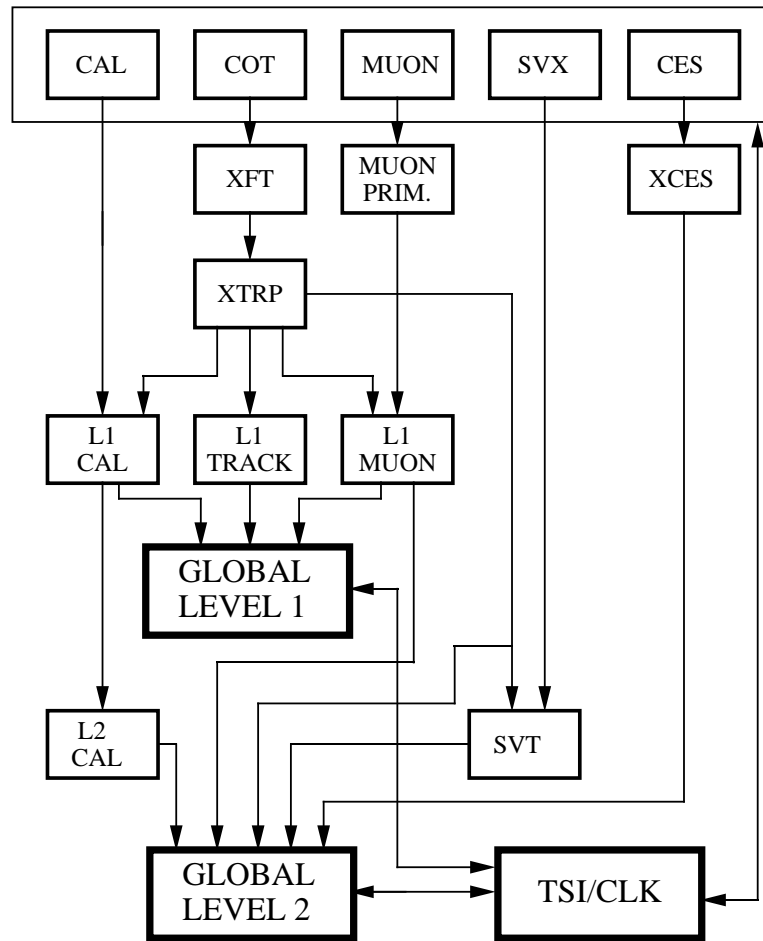 CAL
COT
MUON
SVX
CES
XFT
MUON
PRIM.
XCES
XTRP
L1
CAL
L1
TRACK
L1
MUON
GLOBAL
LEVEL 1
L2
CAL
SVT
GLOBAL
LEVEL 2
TSI/CLK